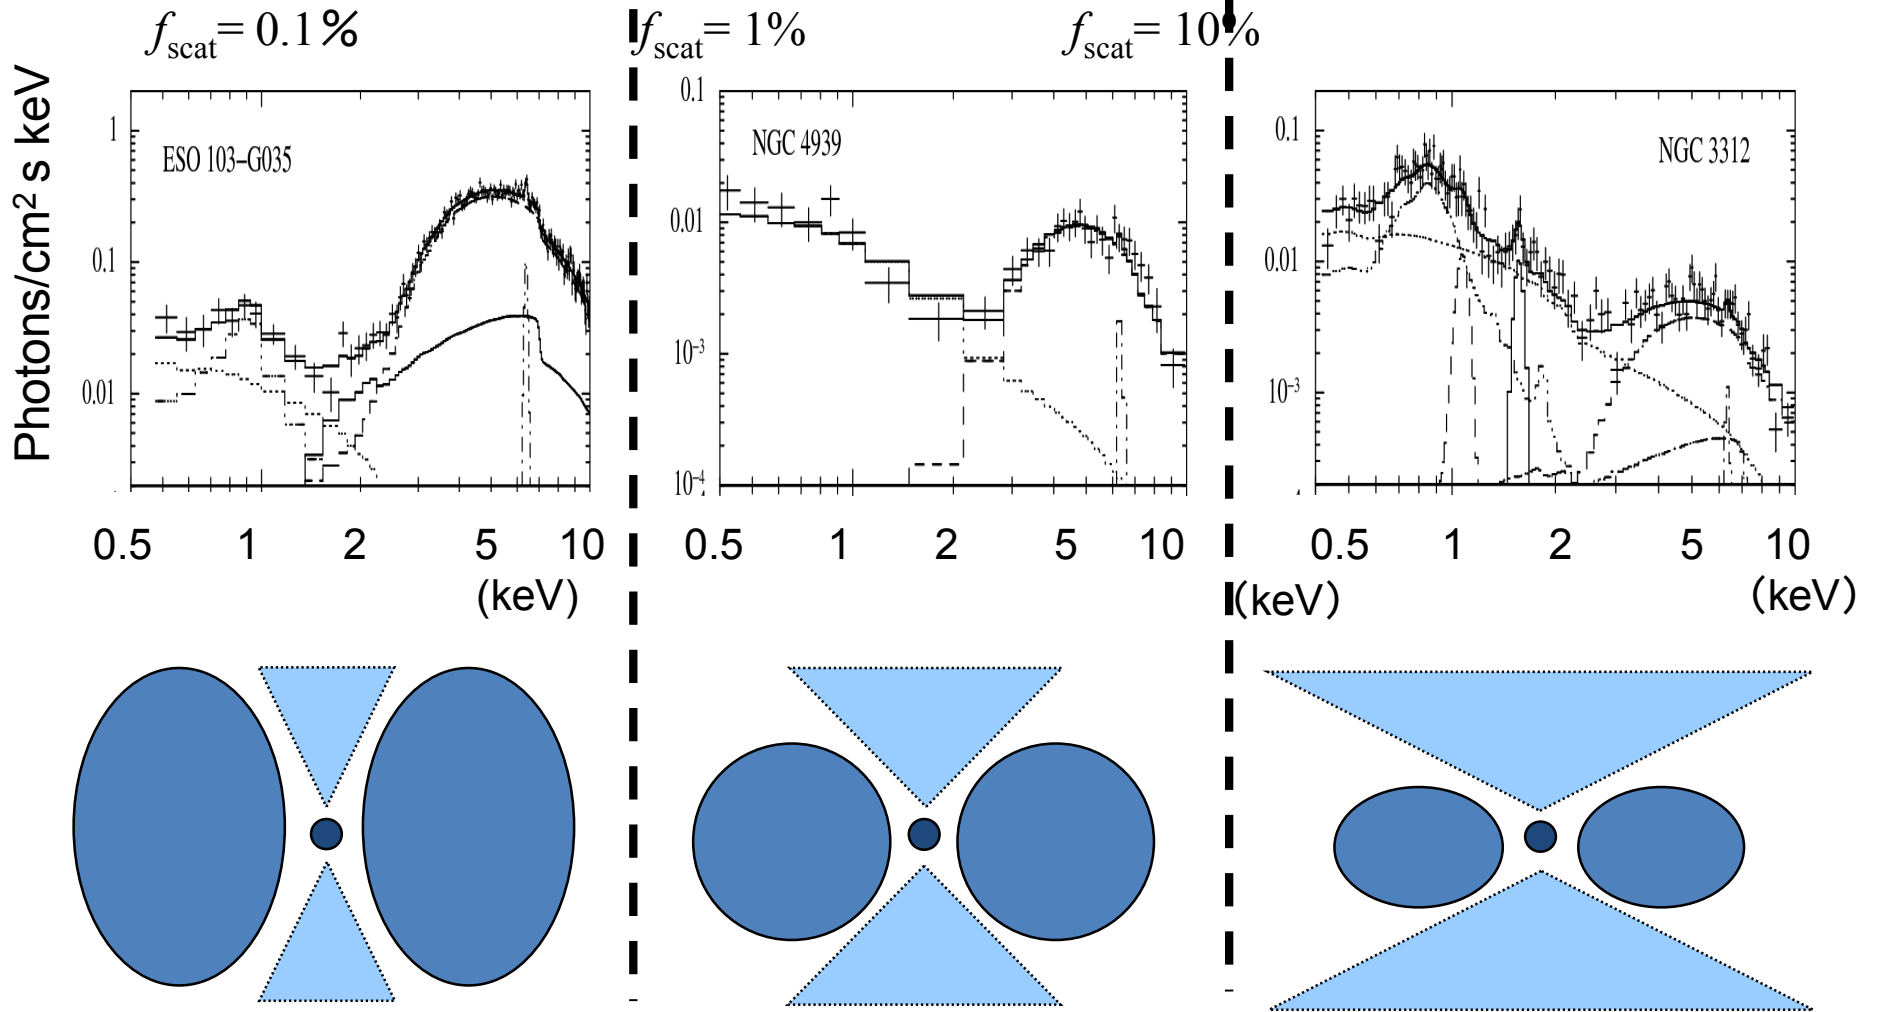 f_scat = 0.1%
f_scat = 1%
f_scat = 10%
Photons/cm² s keV
1
0.1
0.01
ESO 103–G035
0.5 1 2 5 10
(keV)
0.1
0.01
10⁻³
10⁻⁴
NGC 4939
0.5 1 2 5 10
(keV)
0.1
0.01
10⁻³
NGC 3312
0.5 1 2 5 10
(keV)